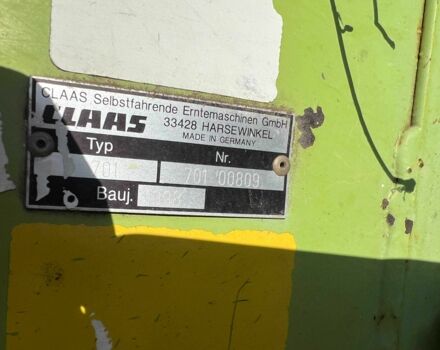 CLAAS Selbstfahrende Erntemaschinen GmbH
CLAAS 33428 HARSEWINKEL
MADE IN GERMANY
Typ Nr.
701 701 00809
Bauj.